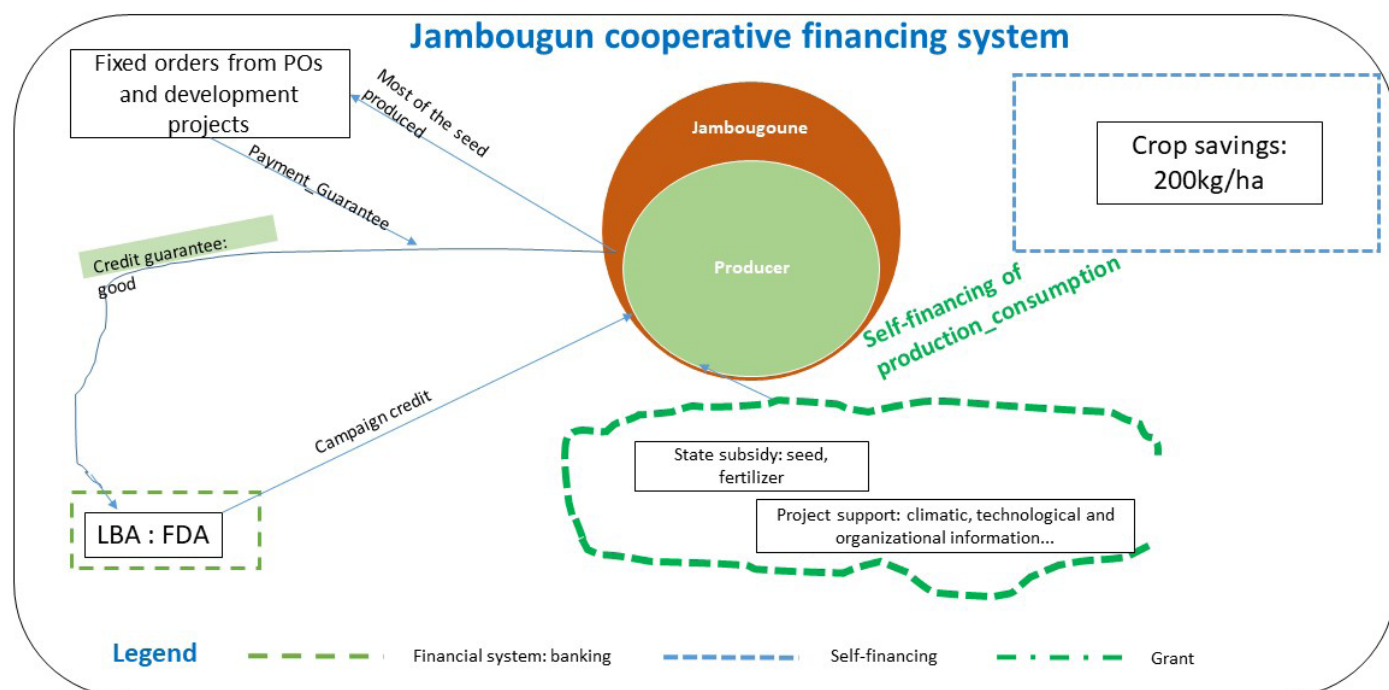 Jambougun cooperative financing system
Fixed orders from POs
and development
projects
Most of the seed
produced
Payment_Guarantee
Credit guarantee:
good
Jambougoune
Producer
Crop savings:
200kg/ha
Self-financing of
production_consumption
Campaign credit
LBA : FDA
State subsidy: seed,
fertilizer
Project support: climatic, technological and
organizational information...
Legend
Financial system: banking
Self-financing
Grant